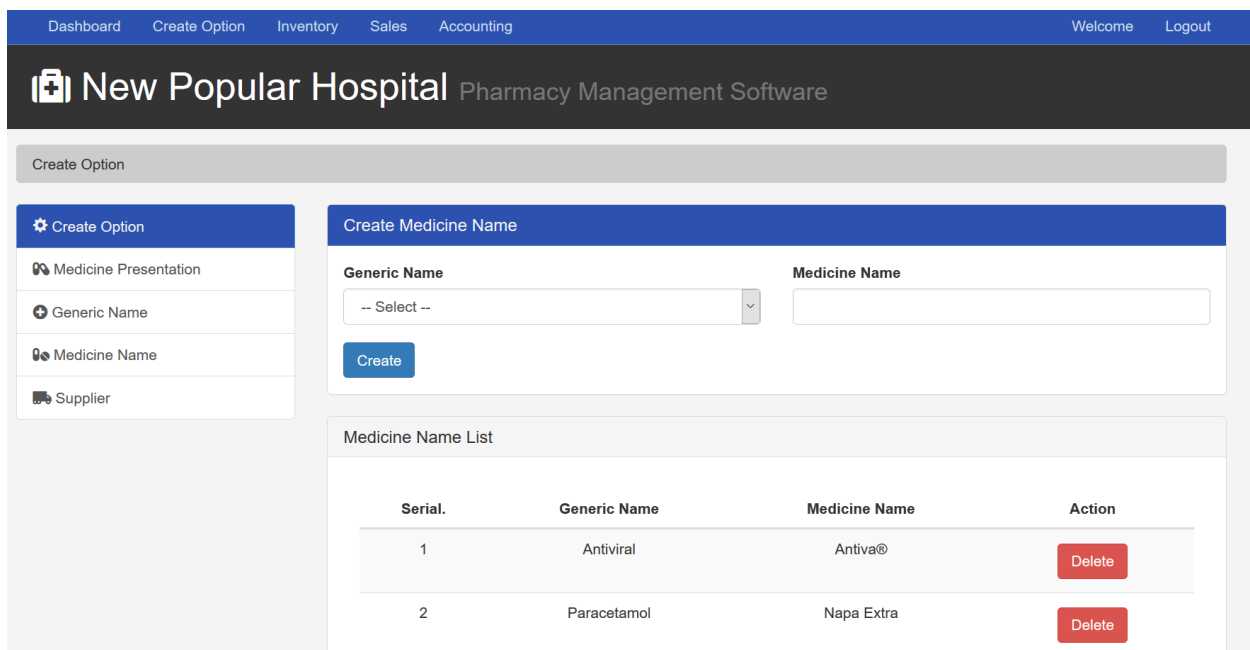 Dashboard Create Option Inventory Sales Accounting Welcome Logout
New Popular Hospital Pharmacy Management Software
Create Option
Create Option
Medicine Presentation
Generic Name
Medicine Name
Supplier
Create Medicine Name
Generic Name Medicine Name
-- Select --
Create
Medicine Name List
Serial. Generic Name Medicine Name Action
1 Antiviral Antiva® Delete
2 Paracetamol Napa Extra Delete